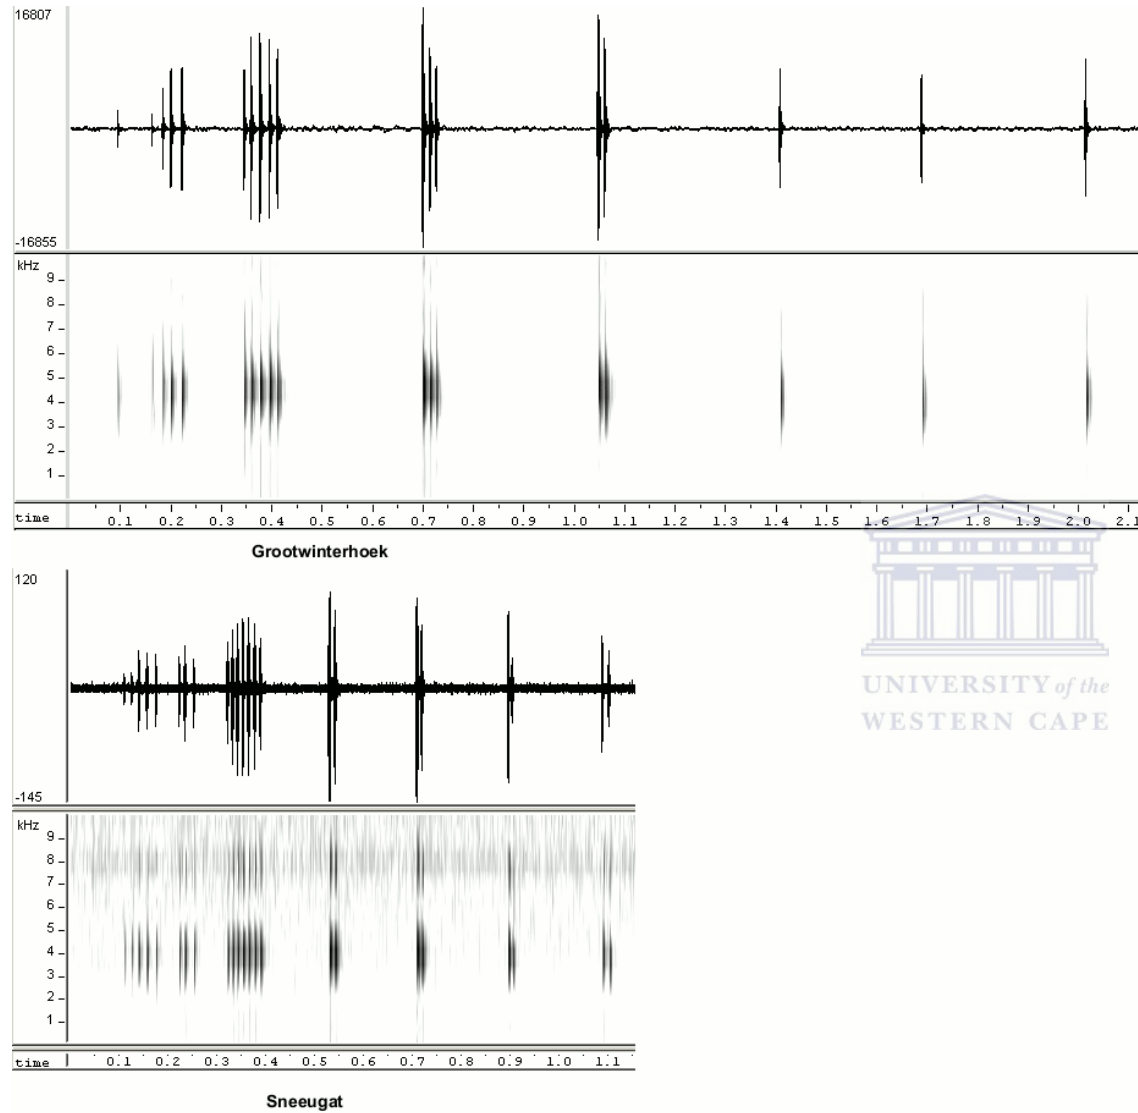 16807
-16855
kHz
9
8
7
6
5
4
3
2
1
time 0.1 0.2 0.3 0.4 0.5 0.6 0.7 0.8 0.9 1.0 1.1 1.2 1.3 1.4 1.5 1.6 1.7 1.8 1.9 2.0 2.1
Grootwinterhoek
120
-145
UNIVERSITY of the
WESTERN CAPE
kHz
9
8
7
6
5
4
3
2
1
time 0.1 0.2 0.3 0.4 0.5 0.6 0.7 0.8 0.9 1.0 1.1
Sneeugat